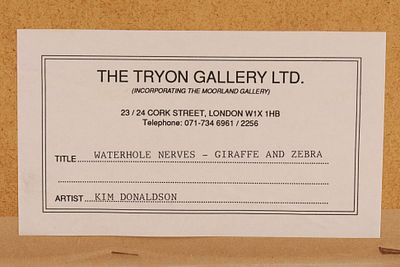 THE TRYON GALLERY LTD.
(INCORPORATING THE MOORLAND GALLERY)
23 / 24 CORK STREET, LONDON W1X 1HB
Telephone: 071-734 6961 / 2256
TITLE WATERHOLE NERVES - GIRAFFE AND ZEBRA
ARTIST KIM DONALDSON